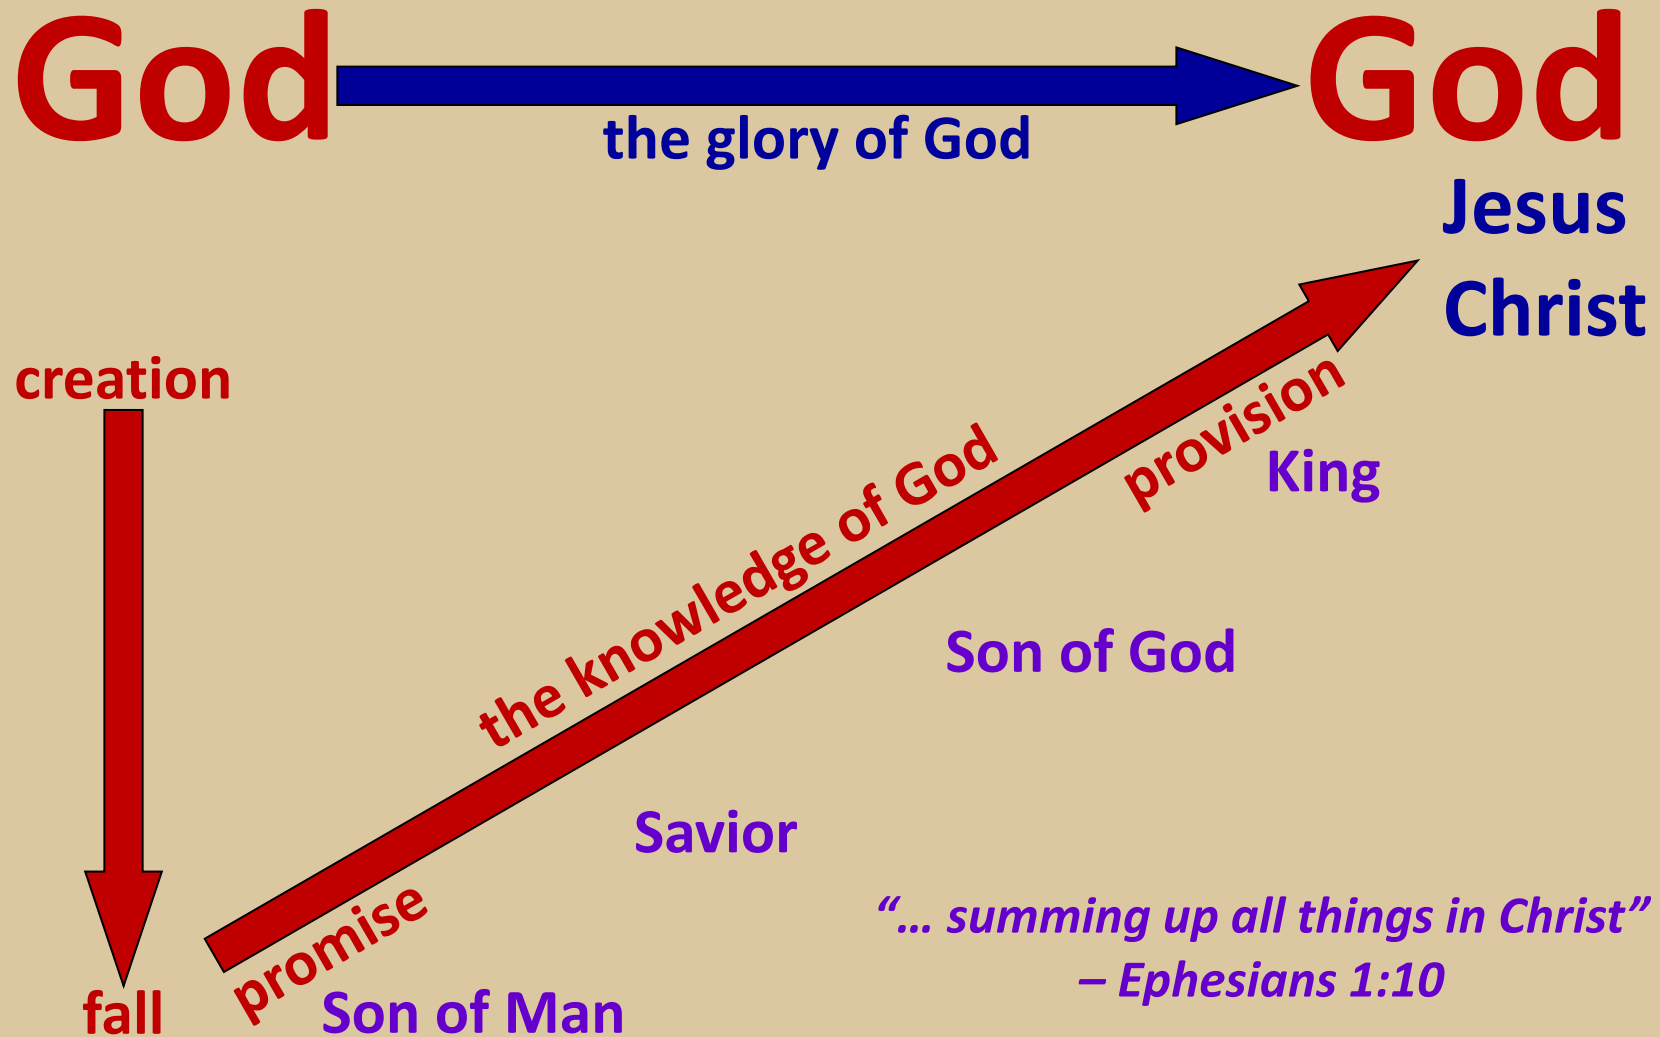 God
God
the glory of God
Jesus
Christ
creation
provision
King
the knowledge of God
Son of God
Savior
promise
“... summing up all things in Christ”
– Ephesians 1:10
fall
Son of Man